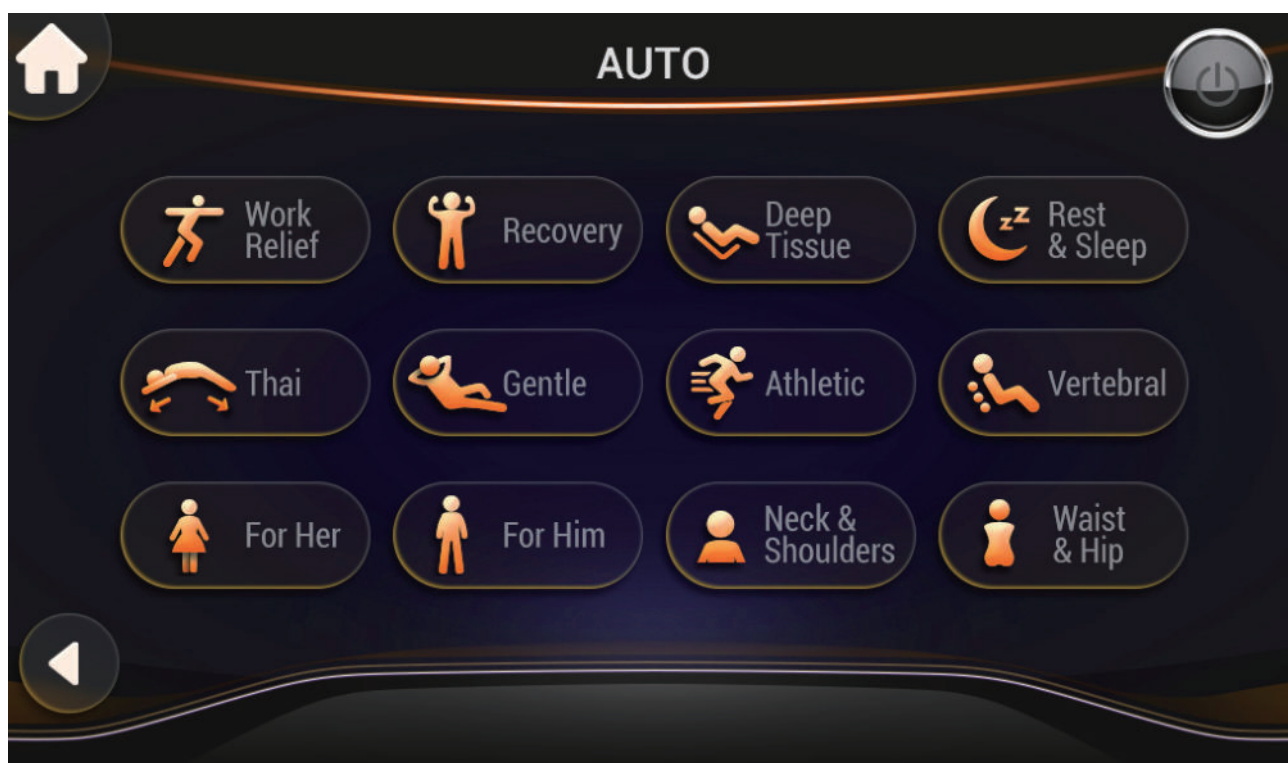 AUTO
Work
Relief
Recovery
Deep
Tissue
zZ
Rest
& Sleep
Thai
Gentle
Athletic
Vertebral
For Her
For Him
Neck &
Shoulders
Waist
& Hip